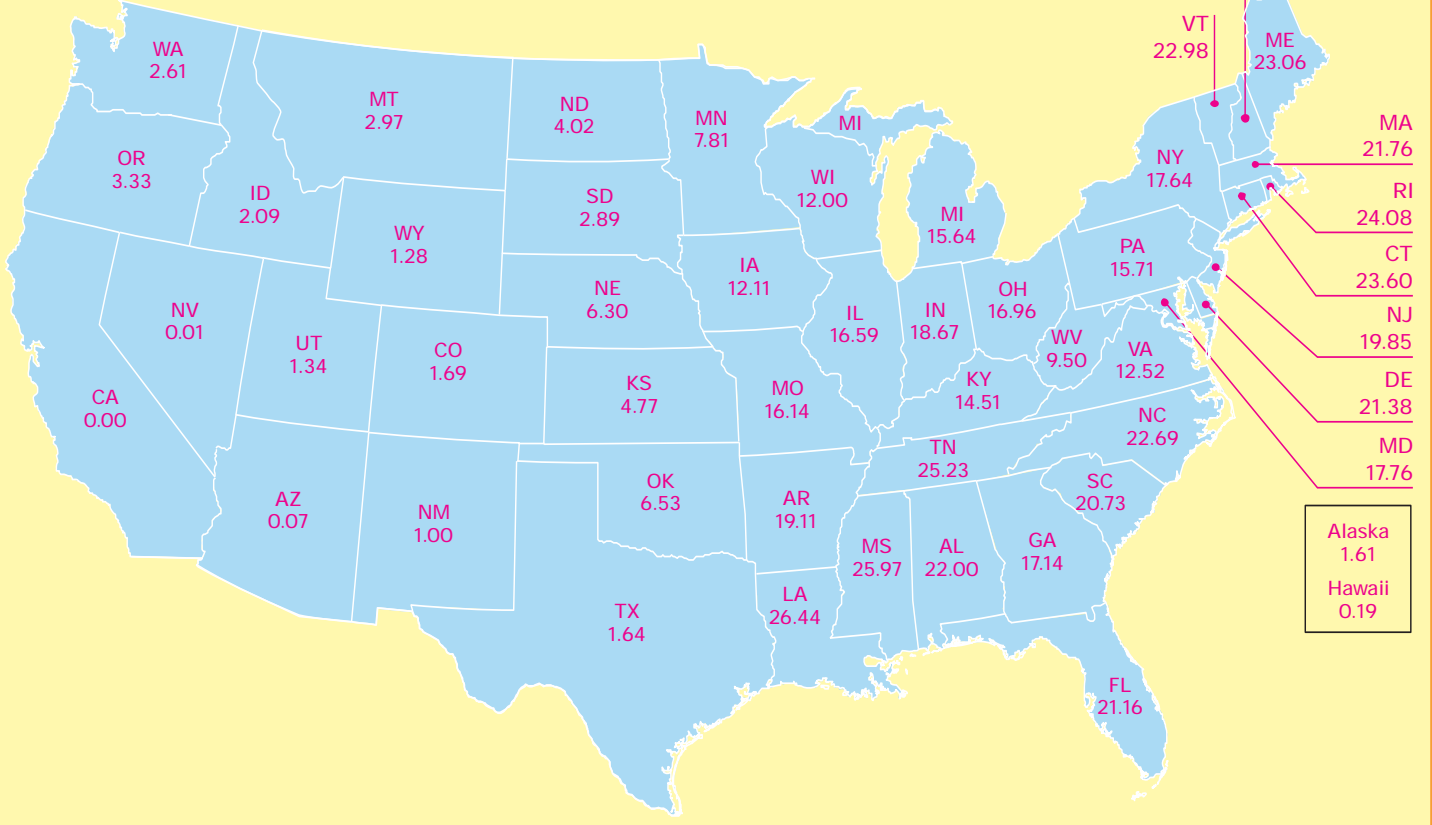 VT
22.98
ME
23.06
WA
2.61
MT
2.97
ND
4.02
MN
7.81
MI
MA
21.76
OR
3.33
ID
2.09
SD
2.89
WI
12.00
NY
17.64
RI
24.08
WY
1.28
MI
15.64
PA
15.71
CT
23.60
NV
0.01
NE
6.30
IA
12.11
IL
16.59
IN
18.67
OH
16.96
NJ
19.85
UT
1.34
CO
1.69
WV
9.50
VA
12.52
CA
0.00
KS
4.77
MO
16.14
KY
14.51
DE
21.38
NC
22.69
TN
25.23
MD
17.76
AZ
0.07
NM
1.00
OK
6.53
AR
19.11
SC
20.73
MS
25.97
AL
22.00
GA
17.14
Alaska
1.61
Hawaii
0.19
TX
1.64
LA
26.44
FL
21.16